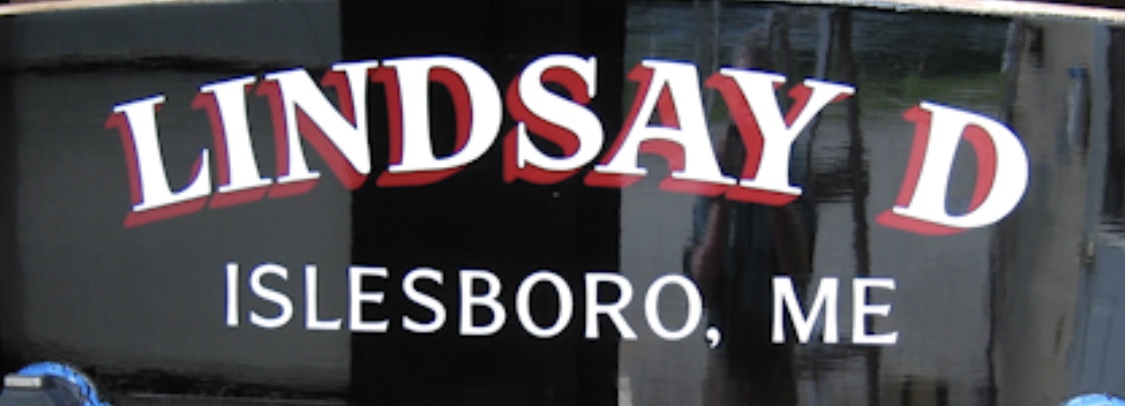 LINDSAY D
ISLESBORO, ME